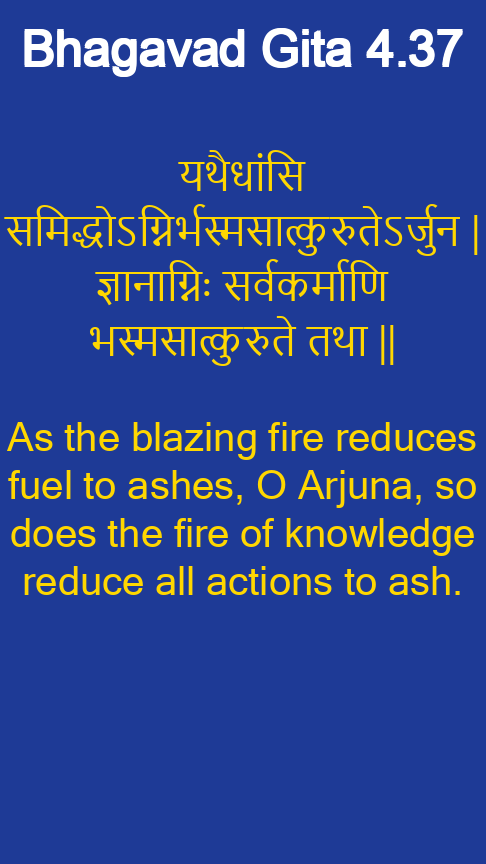 Bhagavad Gita 4.37
यथैधांसि
समिद्धोऽग्निर्भस्मसात्कुरुतेऽर्जुन |
ज्ञानाग्निः सर्वकर्माणि
भस्मसात्कुरुते तथा ||
As the blazing fire reduces
fuel to ashes, O Arjuna, so
does the fire of knowledge
reduce all actions to ash.